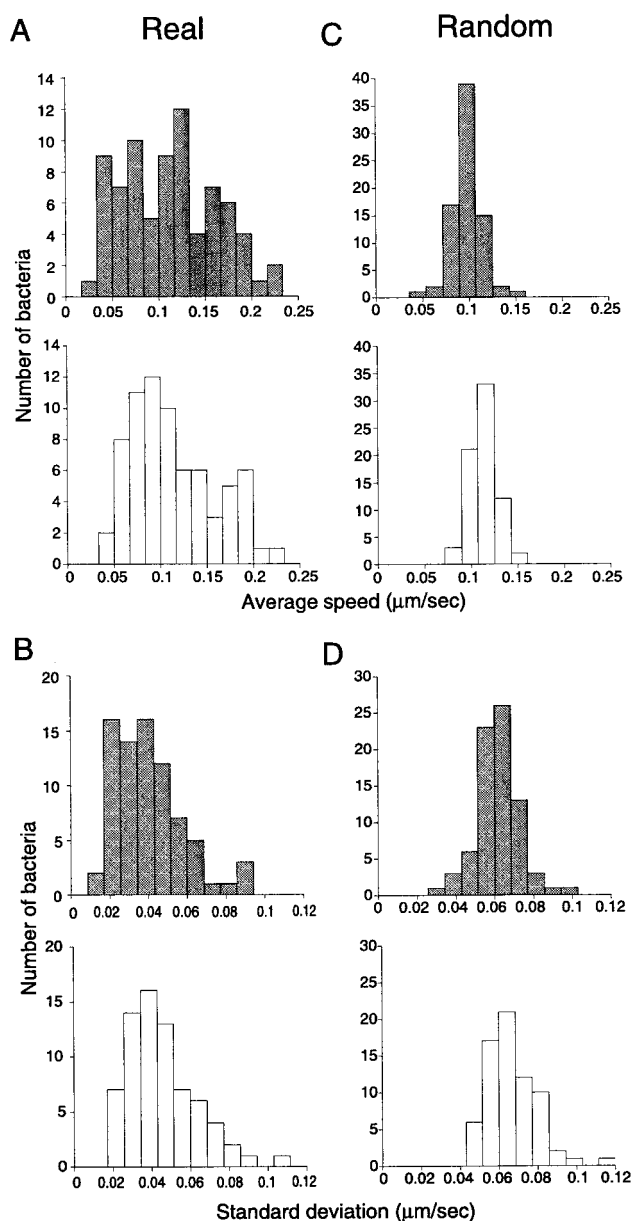 A Real C Random
14 40
12 35
10 30
8 25
6 20
4 15
2 10
0 5
0
0 0.05 0.1 0.15 0.2 0.25
0 0.05 0.1 0.15 0.2 0.25
Number of bacteria
14 40
12 35
10 30
8 25
6 20
4 15
2 10
0 5
0
0 0.05 0.1 0.15 0.2 0.25
0 0.05 0.1 0.15 0.2 0.25
Average speed (μm/sec)
B D
20 30
15 25
10 20
5 15
0 10
5
0
0 0.02 0.04 0.06 0.08 0.1 0.12
0 0.02 0.04 0.06 0.08 0.1 0.12
Number of bacteria
20 30
15 25
10 20
5 15
0 10
5
0
0 0.02 0.04 0.06 0.08 0.1 0.12
0 0.02 0.04 0.06 0.08 0.1 0.12
Standard deviation (μm/sec)